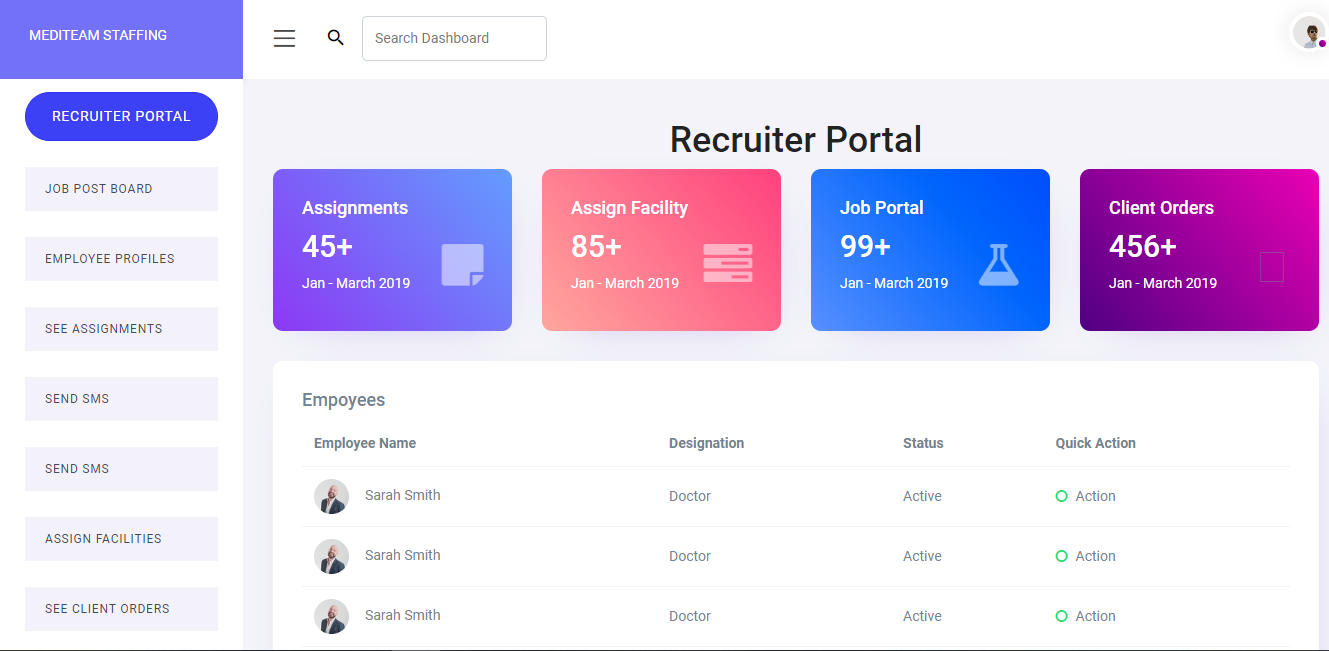 MEDITEAM STAFFING
Search Dashboard
RECRUITER PORTAL
JOB POST BOARD
EMPLOYEE PROFILES
SEE ASSIGNMENTS
SEND SMS
SEND SMS
ASSIGN FACILITIES
SEE CLIENT ORDERS
Recruiter Portal
Assignments
45+
Jan - March 2019
Assign Facility
85+
Jan - March 2019
Job Portal
99+
Jan - March 2019
Client Orders
456+
Jan - March 2019
Empoyees
Employee Name Designation Status Quick Action
Sarah Smith Doctor Active Action
Sarah Smith Doctor Active Action
Sarah Smith Doctor Active Action